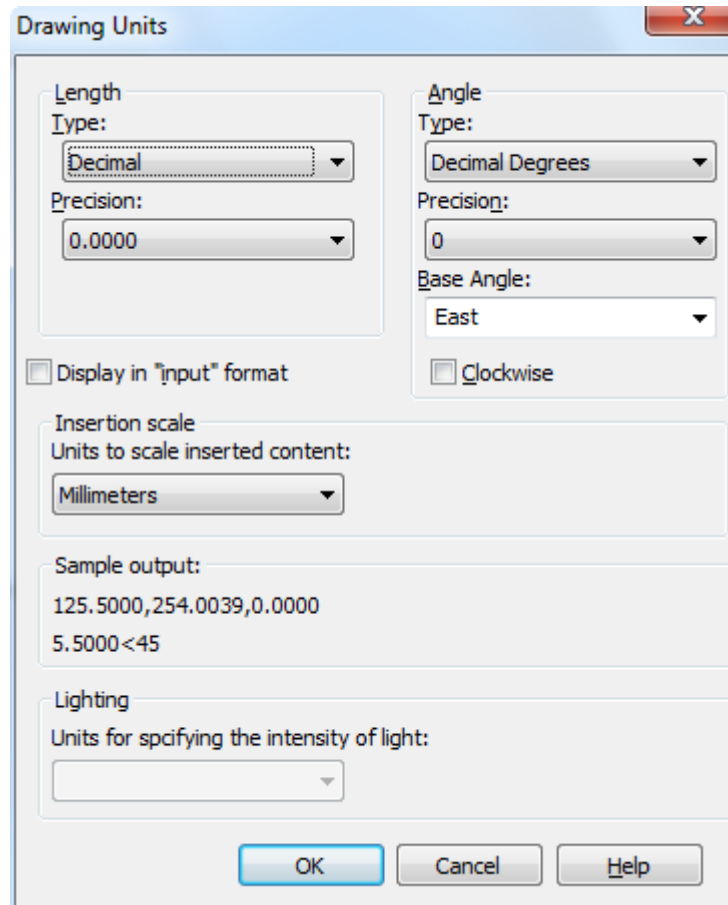 Drawing Units
Length
Type:
Decimal
Precision:
0.0000
Angle
Type:
Decimal Degrees
Precision:
0
Base Angle:
East
Display in "input" format
Clockwise
Insertion scale
Units to scale inserted content:
Millimeters
Sample output:
125.5000,254.0039,0.0000
5.5000<45
Lighting
Units for spcifying the intensity of light:
OK
Cancel
Help